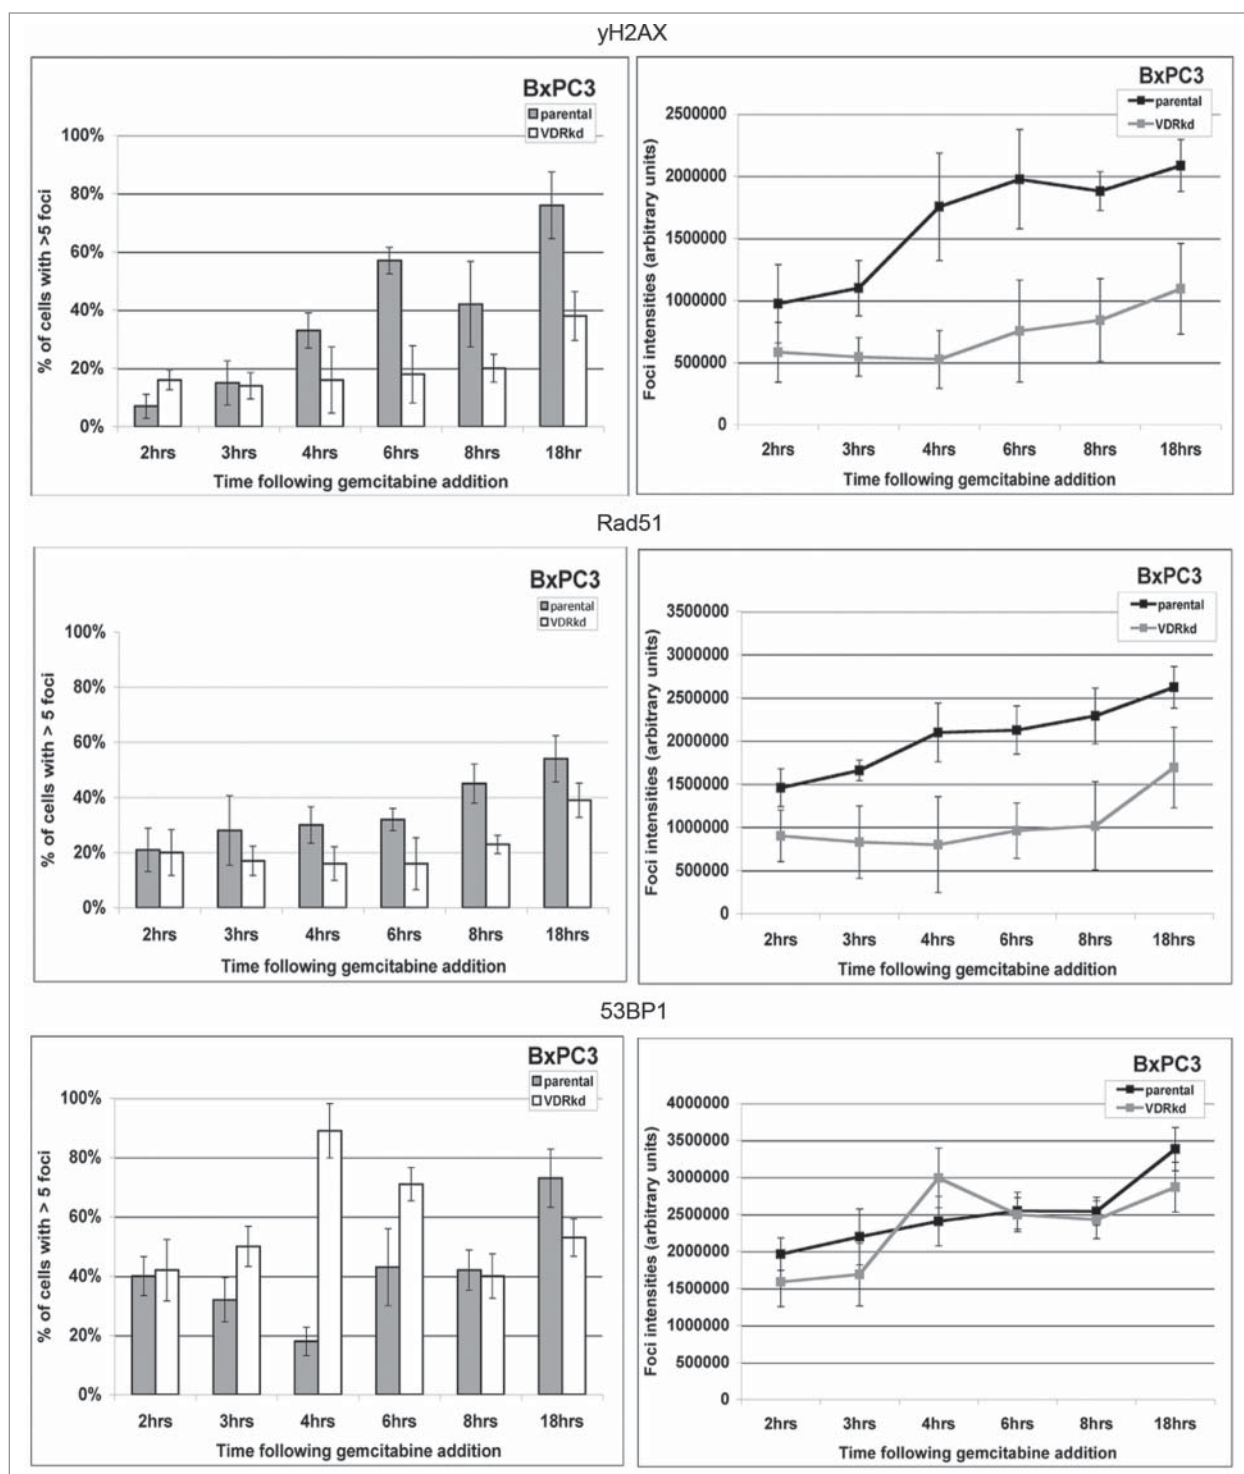 yH2AX
BxPC3
parental
VDRkd
100%
80%
60%
40%
20%
0%
% of cells with >5 foci
2hrs 3hrs 4hrs 6hrs 8hrs 18hr
Time following gemcitabine addition
BxPC3
parental
VDRkd
2500000
2000000
1500000
1000000
500000
0
Foci intensities (arbitrary units)
2hrs 3hrs 4hrs 6hrs 8hrs 18hrs
Time following gemcitabine addition
Rad51
BxPC3
parental
VDRkd
100%
80%
60%
40%
20%
0%
% of cells with > 5 foci
2hrs 3hrs 4hrs 6hrs 8hrs 18hrs
Time following gemcitabine addition
BxPC3
parental
VDRkd
3500000
3000000
2500000
2000000
1500000
1000000
500000
0
Foci intensities (arbitrary units)
2hrs 3hrs 4hrs 6hrs 8hrs 18hrs
Time following gemcitabine addition
53BP1
BxPC3
parental
VDRkd
100%
80%
60%
40%
20%
0%
% of cells with > 5 foci
2hrs 3hrs 4hrs 6hrs 8hrs 18hrs
Time following gemcitabine addition
BxPC3
parental
VDRkd
4000000
3500000
3000000
2500000
2000000
1500000
1000000
500000
0
Foci intensities (arbitrary units)
2hrs 3hrs 4hrs 6hrs 8hrs 18hrs
Time following gemcitabine addition